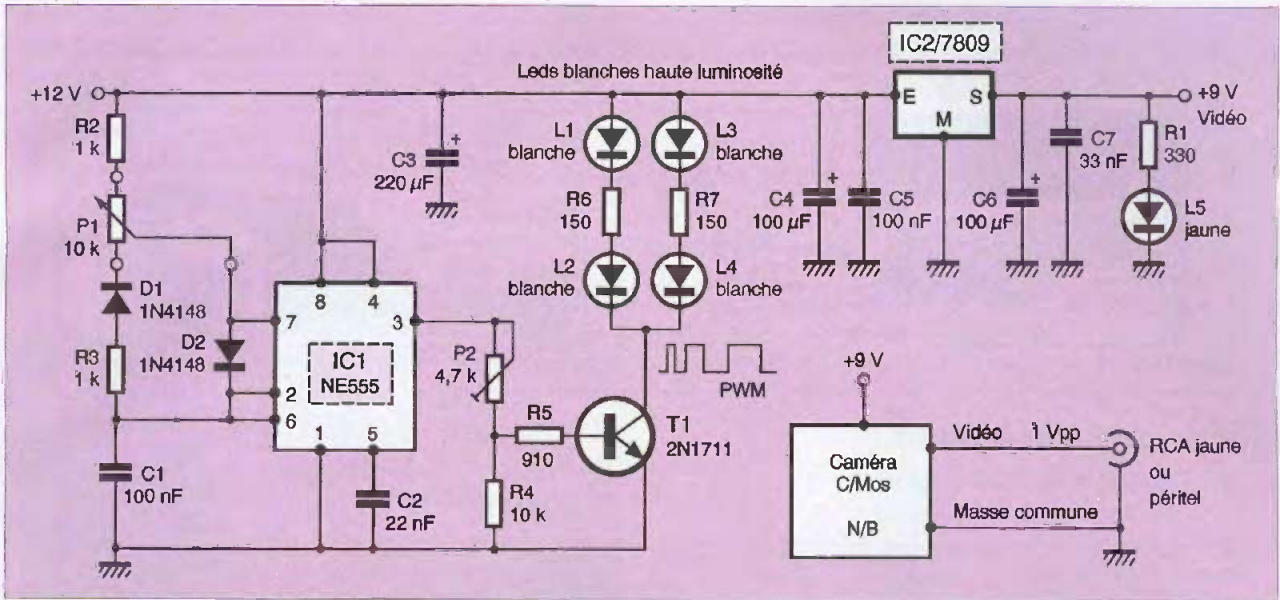 IC2/7809
Leds blanches haute luminosité
+12 V
E
S
M
+9 V
Vidéo
R2
1 k
P1
10 k
D1
1N4148
R3
1 k
C1
100 nF
D2
1N4148
8
4
7
3
2
6
1
5
IC1
NE555
C2
22 nF
C3
220 µF
+
P2
4,7 k
R5
910
R4
10 k
T1
2N1711
L1
blanche
R6
150
L2
blanche
L3
blanche
R7
150
L4
blanche
PWM
C4
100 µF
+
C5
100 nF
C6
100 µF
+
C7
33 nF
R1
330
L5
jaune
+9 V
Caméra
C/Mos
N/B
Vidéo 1 Vpp
Masse commune
RCA jaune
ou
péritel